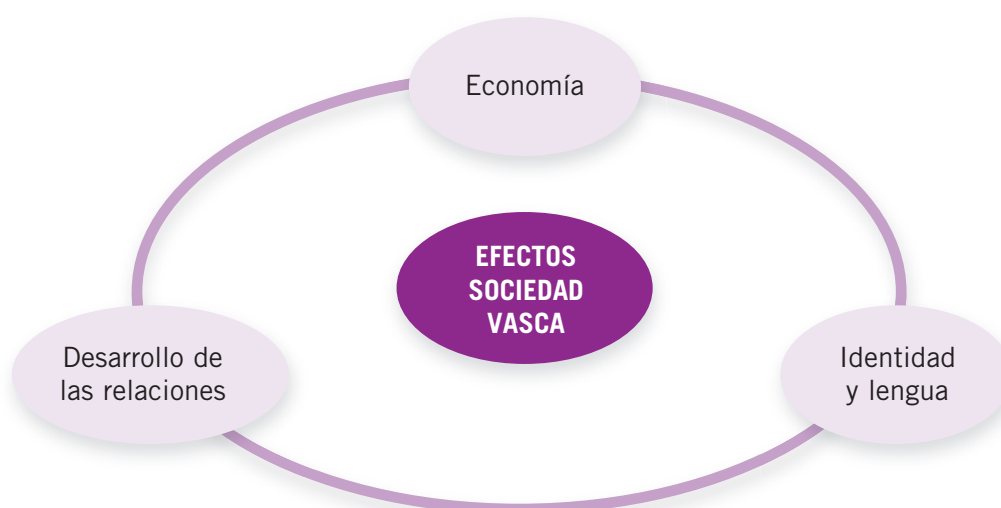 Economía
EFECTOS
SOCIEDAD
VASCA
Desarrollo de
las relaciones
Identidad
y lengua